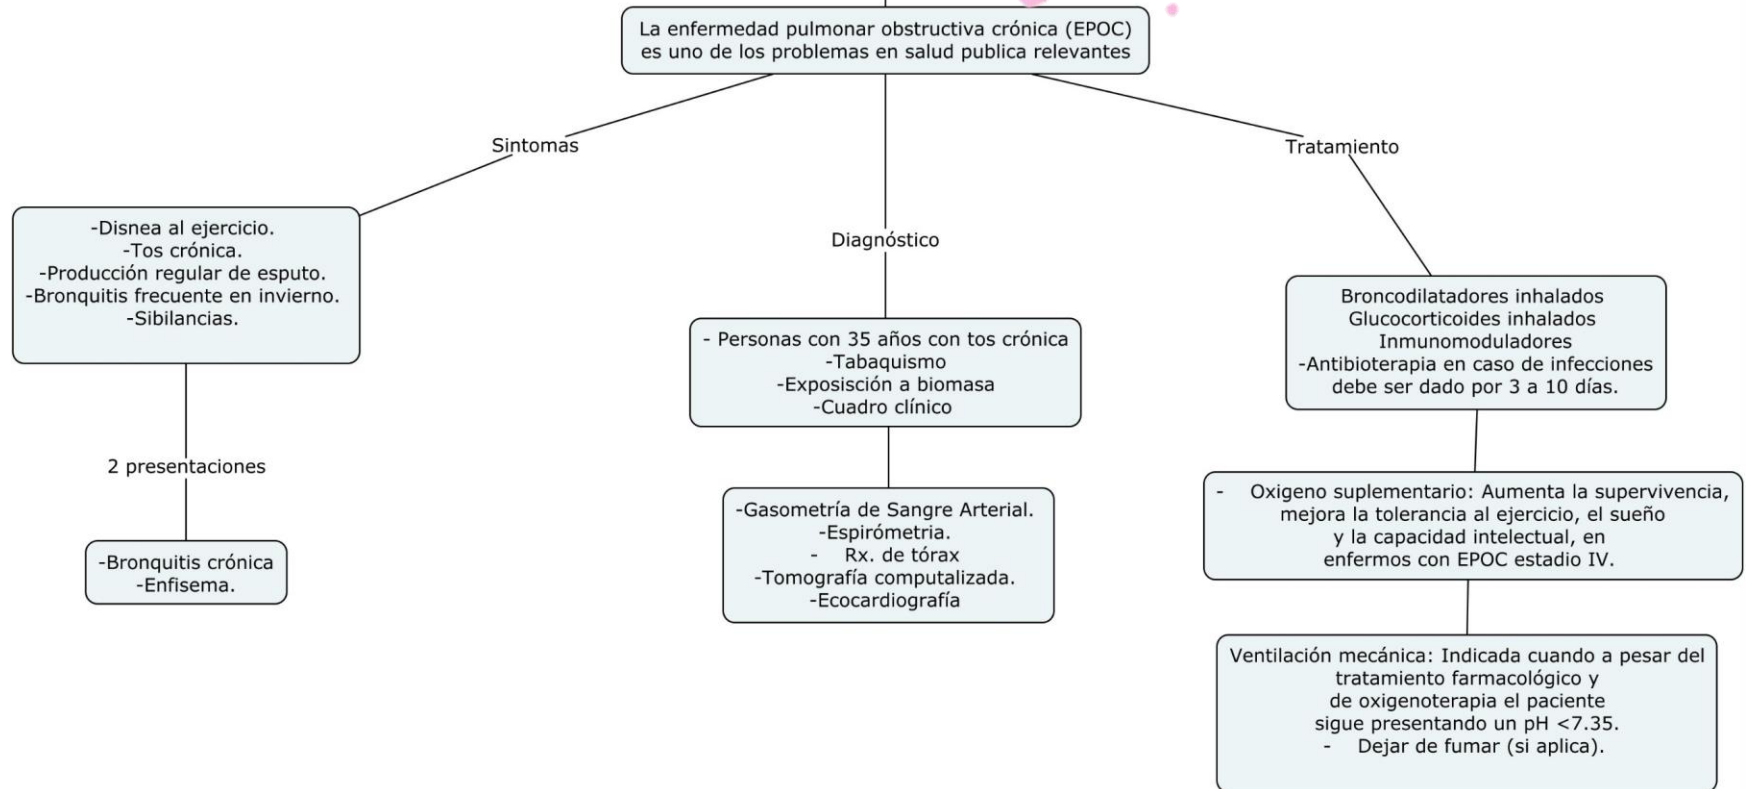 La enfermedad pulmonar obstructiva crónica (EPOC)
es uno de los problemas en salud publica relevantes
Sintomas
-Disnea al ejercicio.
-Tos crónica.
-Producción regular de esputo.
-Bronquitis frecuente en invierno.
-Sibilancias.
2 presentaciones
-Bronquitis crónica
-Enfisema.
Diagnóstico
- Personas con 35 años con tos crónica
-Tabaquismo
-Exposisción a biomasa
-Cuadro clínico
-Gasometría de Sangre Arterial.
-Espirómetria.
- Rx. de tórax
-Tomografía computalizada.
-Ecocardiografía
Tratamiento
Broncodilatadores inhalados
Glucocorticoides inhalados
Inmunomoduladores
-Antibioterapia en caso de infecciones
debe ser dado por 3 a 10 días.
- Oxigeno suplementario: Aumenta la supervivencia,
mejora la tolerancia al ejercicio, el sueño
y la capacidad intelectual, en
enfermos con EPOC estadio IV.
Ventilación mecánica: Indicada cuando a pesar del
tratamiento farmacológico y
de oxigenoterapia el paciente
sigue presentando un pH <7.35.
- Dejar de fumar (si aplica).